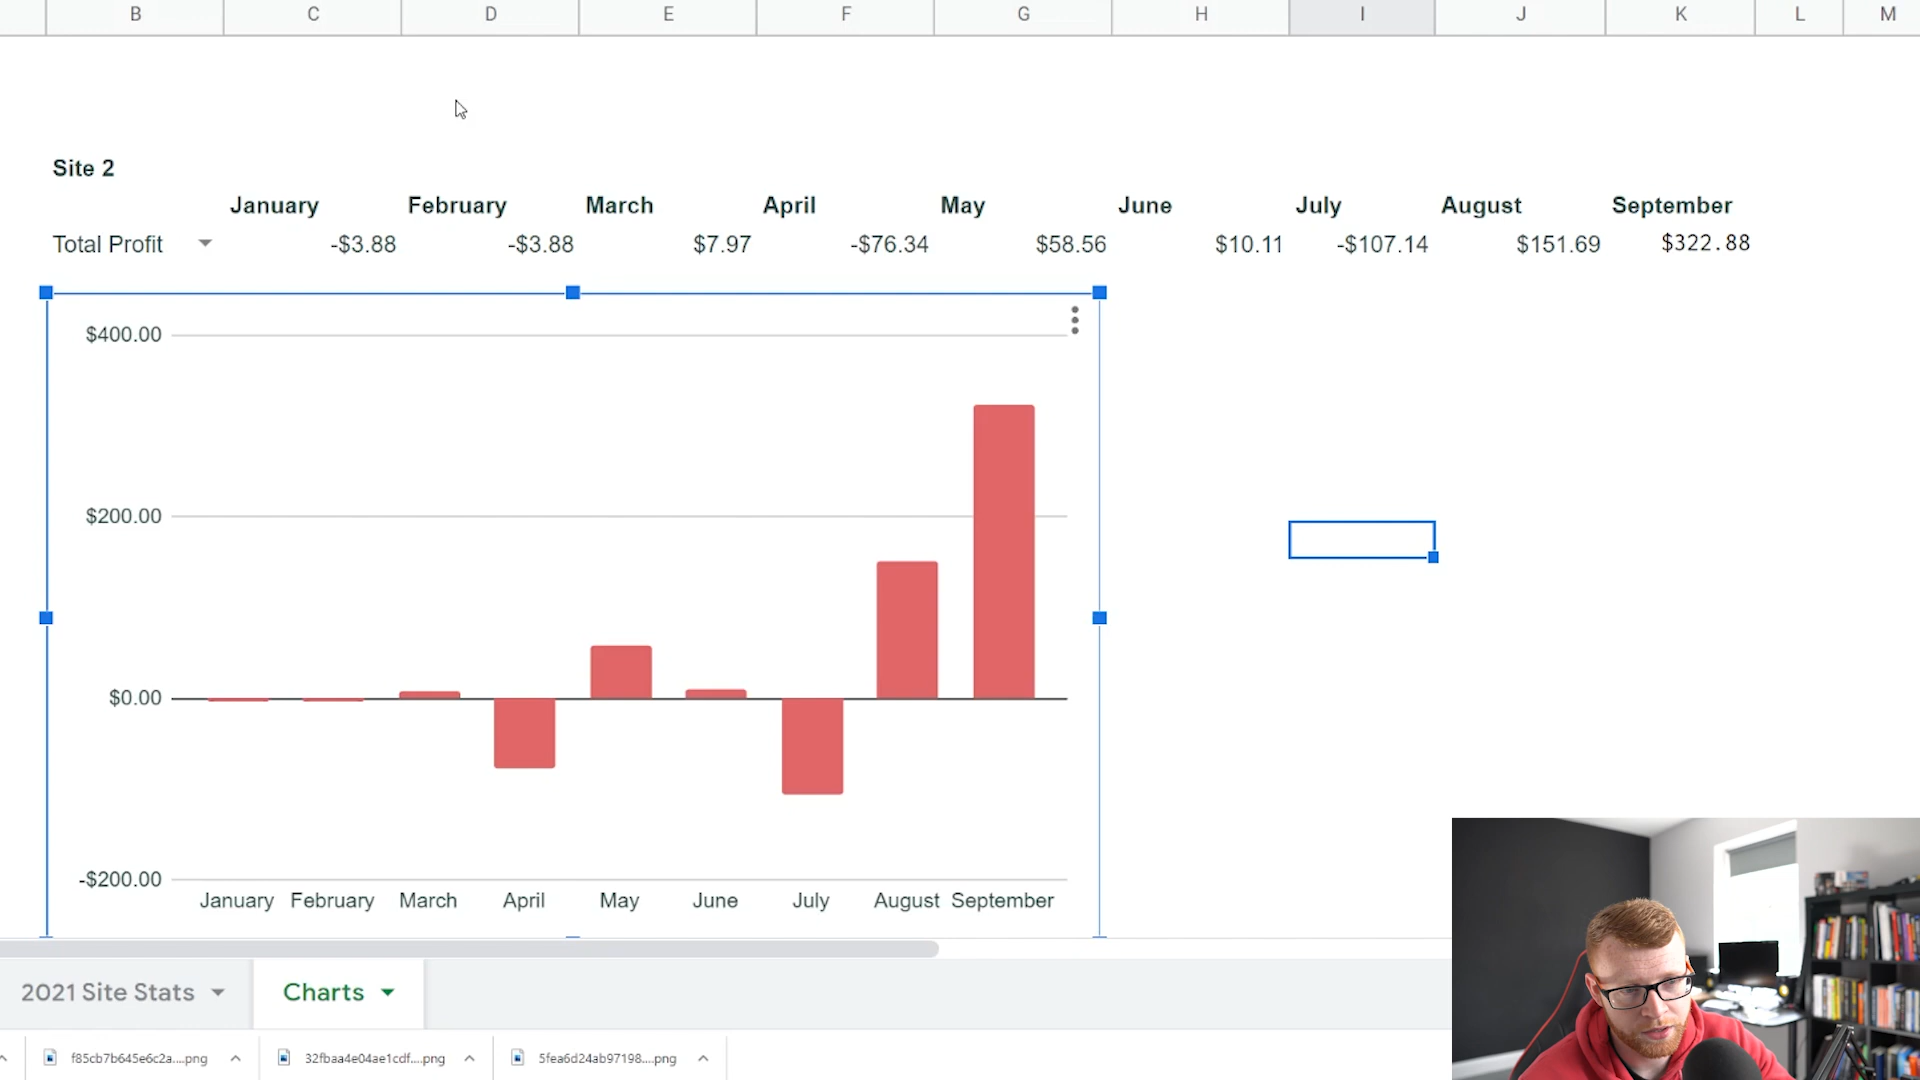 B C D E F G H I J K L M
Site 2
January February March April May June July August September
Total Profit -$3.88 -$3.88 $7.97 -$76.34 $58.56 $10.11 -$107.14 $151.69 $322.88
$400.00
$200.00
$0.00
-$200.00
January February March April May June July August September
2021 Site Stats Charts
f85cb7b645e6c2a....png 32fbaa4e04ae1cdf....png 5fea6d24ab97198....png